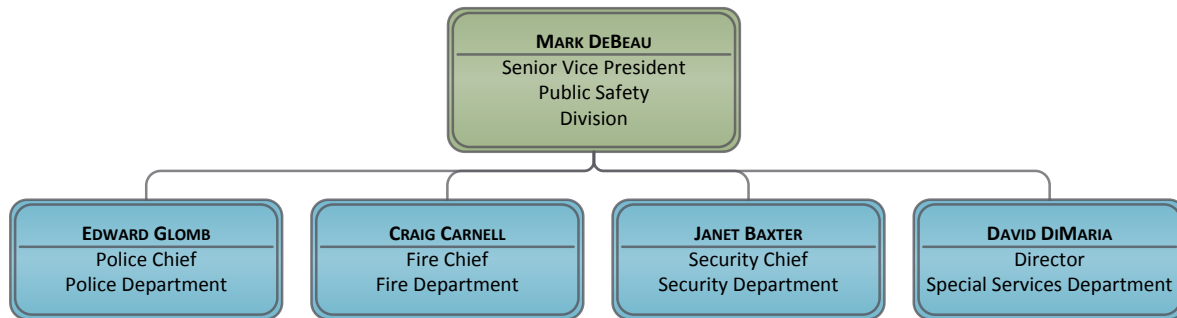 MARK DEBEAU
Senior Vice President
Public Safety
Division
EDWARD GLOMB
Police Chief
Police Department
CRAIG CARNELL
Fire Chief
Fire Department
JANET BAXTER
Security Chief
Security Department
DAVID DIMARIA
Director
Special Services Department